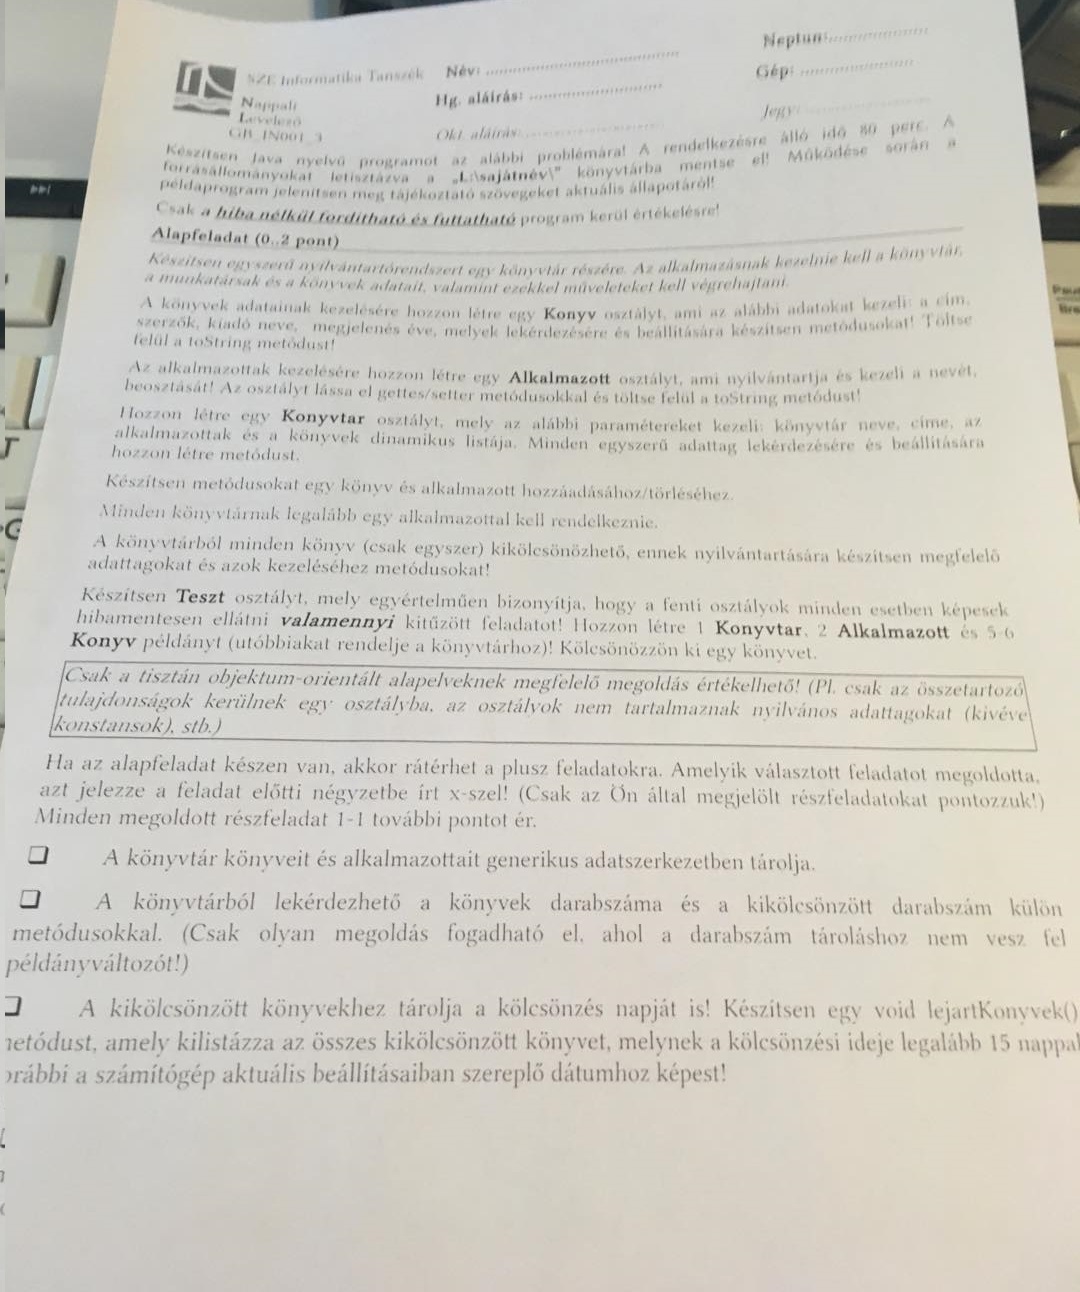 SZE Informatika Tanszék Név: Neptun:
Hg. aláírás: Gép:
Nappali
Levelező
GB_IN001_3 Okt. aláírás: Jegy:
Készítsen Java nyelvű programot az alábbi problémára! A rendelkezésre álló idő 80 perc. A
forrásállományokat letisztázva a „L:\sajátnév\" könyvtárba mentse el! Működése során a
példaprogram jelenítsen meg tájékoztató szövegeket aktuális állapotáról!
Csak a hiba nélkül fordítható és futtatható program kerül értékelésre!
Alapfeladat (0..2 pont)
Készítsen egyszerű nyilvántartórendszert egy könyvtár részére. Az alkalmazásnak kezelnie kell a könyvtár,
a munkatársak és a könyvek adatait, valamint ezekkel műveleteket kell végrehajtani.
A könyvek adatainak kezelésére hozzon létre egy Konyv osztályt, ami az alábbi adatokat kezeli: a cím,
szerzők, kiadó neve, megjelenés éve, melyek lekérdezésére és beállítására készítsen metódusokat! Töltse
felül a toString metódust!
Az alkalmazottak kezelésére hozzon létre egy Alkalmazott osztályt, ami nyilvántartja és kezeli a nevét,
beosztását! Az osztályt lássa el gettes/setter metódusokkal és töltse felül a toString metódust!
Hozzon létre egy Konyvtar osztályt, mely az alábbi paramétereket kezeli: könyvtár neve, címe, az
alkalmazottak és a könyvek dinamikus listája. Minden egyszerű adattag lekérdezésére és beállítására
hozzon létre metódust.
Készítsen metódusokat egy könyv és alkalmazott hozzáadásához/törléséhez.
Minden könyvtárnak legalább egy alkalmazottal kell rendelkeznie.
A könyvtárból minden könyv (csak egyszer) kikölcsönözhető, ennek nyilvántartására készítsen megfelelő
adattagokat és azok kezeléséhez metódusokat!
Készítsen Teszt osztályt, mely egyértelműen bizonyítja, hogy a fenti osztályok minden esetben képesek
hibamentesen ellátni valamennyi kitűzött feladatot! Hozzon létre 1 Konyvtar, 2 Alkalmazott és 5-6
Konyv példányt (utóbbiakat rendelje a könyvtárhoz)! Kölcsönözzön ki egy könyvet.
Csak a tisztán objektum-orientált alapelveknek megfelelő megoldás értékelhető! (Pl. csak az összetartozó
tulajdonságok kerülnek egy osztályba, az osztályok nem tartalmaznak nyilvános adattagokat (kivéve
konstansok), stb.)
Ha az alapfeladat készen van, akkor rátérhet a plusz feladatokra. Amelyik választott feladatot megoldotta,
azt jelezze a feladat előtti négyzetbe írt x-szel! (Csak az Ön által megjelölt részfeladatokat pontozzuk!)
Minden megoldott részfeladat 1-1 további pontot ér.
A könyvtár könyveit és alkalmazottait generikus adatszerkezetben tárolja.
A könyvtárból lekérdezhető a könyvek darabszáma és a kikölcsönzött darabszám külön
metódusokkal. (Csak olyan megoldás fogadható el, ahol a darabszám tároláshoz nem vesz fel
példányváltozót!)
A kikölcsönzött könyvekhez tárolja a kölcsönzés napját is! Készítsen egy void lejartKonyvek()
netódust, amely kilistázza az összes kikölcsönzött könyvet, melynek a kölcsönzési ideje legalább 15 nappal
orábbi a számítógép aktuális beállításaiban szereplő dátumhoz képest!